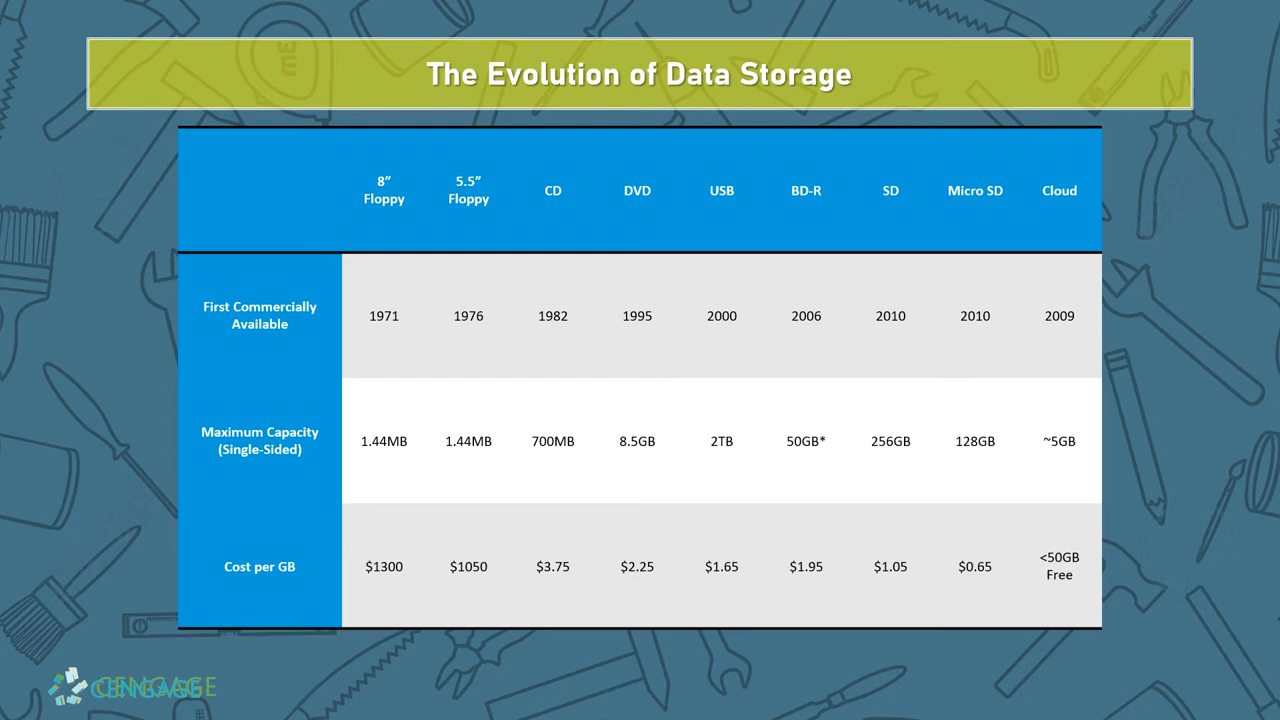 The Evolution of Data Storage
8” Floppy 5.5” Floppy CD DVD USB BD-R SD Micro SD Cloud
First Commercially Available 1971 1976 1982 1995 2000 2006 2010 2010 2009
Maximum Capacity (Single-Sided) 1.44MB 1.44MB 700MB 8.5GB 2TB 50GB* 256GB 128GB ~5GB
Cost per GB $1300 $1050 $3.75 $2.25 $1.65 $1.95 $1.05 $0.65 <50GB Free
CENGAGE